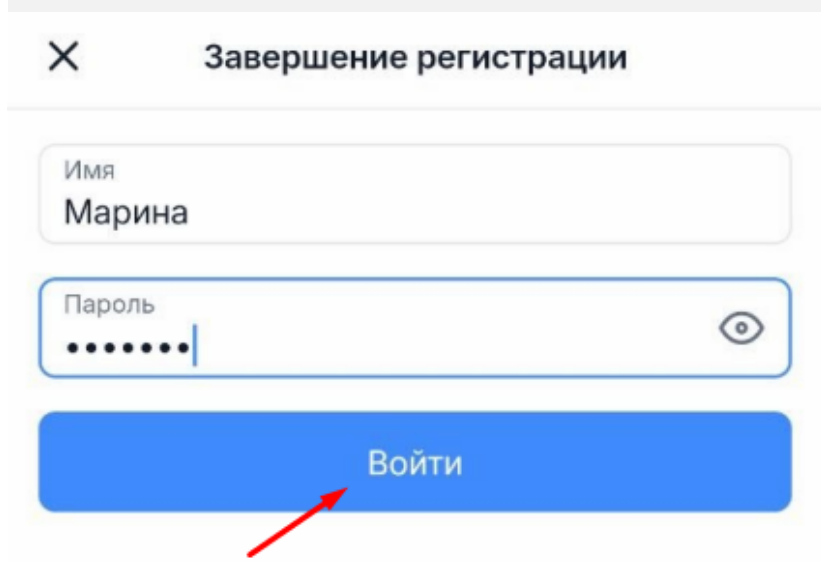 Завершение регистрации
Имя
Марина
Пароль
•••••••
Войти